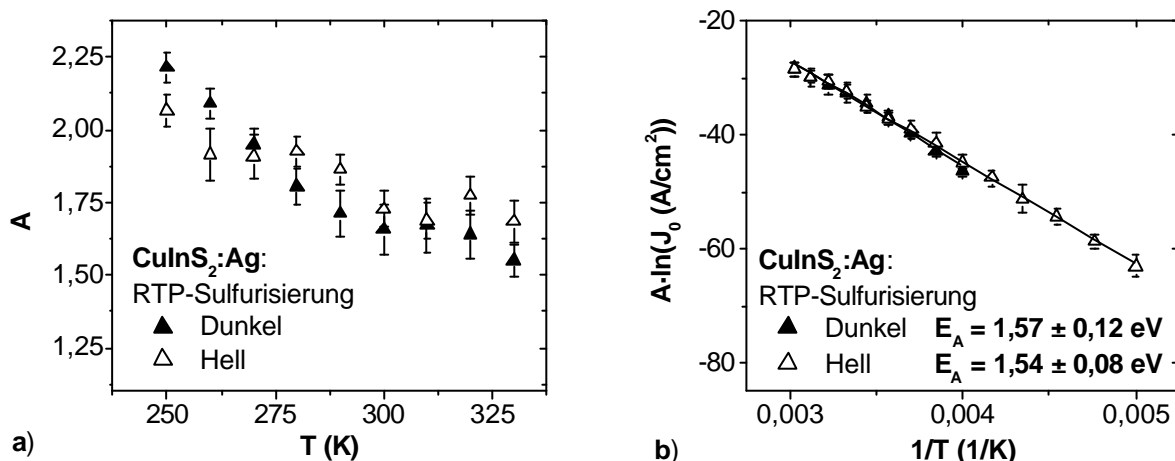 2,25
2,00
1,75
1,50
1,25
A
CuInS₂:Ag:
RTP-Sulfurisierung
Dunkel
Hell
250 275 300 325
T (K)
a)
-20
-40
-60
-80
A·ln(J₀ (A/cm²))
CuInS₂:Ag:
RTP-Sulfurisierung
Dunkel E_A = 1,57 ± 0,12 eV
Hell E_A = 1,54 ± 0,08 eV
0,003 0,004 0,005
1/T (1/K)
b)